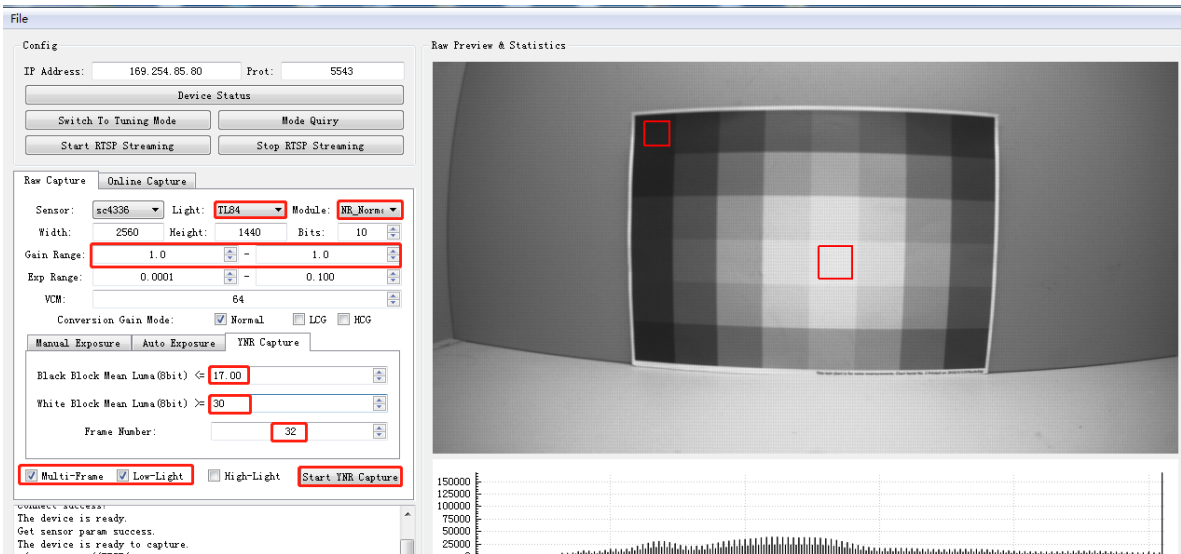 File
Config
Raw Preview & Statistics
IP Address: 169.254.85.80 Prot: 5543
Device Status
Switch To Tuning Mode Mode Quiry
Start RTSP Streaming Stop RTSP Streaming
Raw Capture Online Capture
Sensor: sc4336 Light: TL84 Module: NR_Norm
Width: 2560 Height: 1440 Bits: 10
Gain Range: 1.0 - 1.0
Exp Range: 0.0001 - 0.100
VCM: 64
Conversion Gain Mode: Normal LCG HCG
Manual Exposure Auto Exposure YNR Capture
Black Block Mean Luma(8bit) <= 17.00
White Block Mean Luma(8bit) >= 30
Frame Number: 32
Multi-Frame Low-Light High-Light Start YNR Capture
Connect success!
The device is ready.
Get sensor param success.
The device is ready to capture.
150000
125000
100000
75000
50000
25000